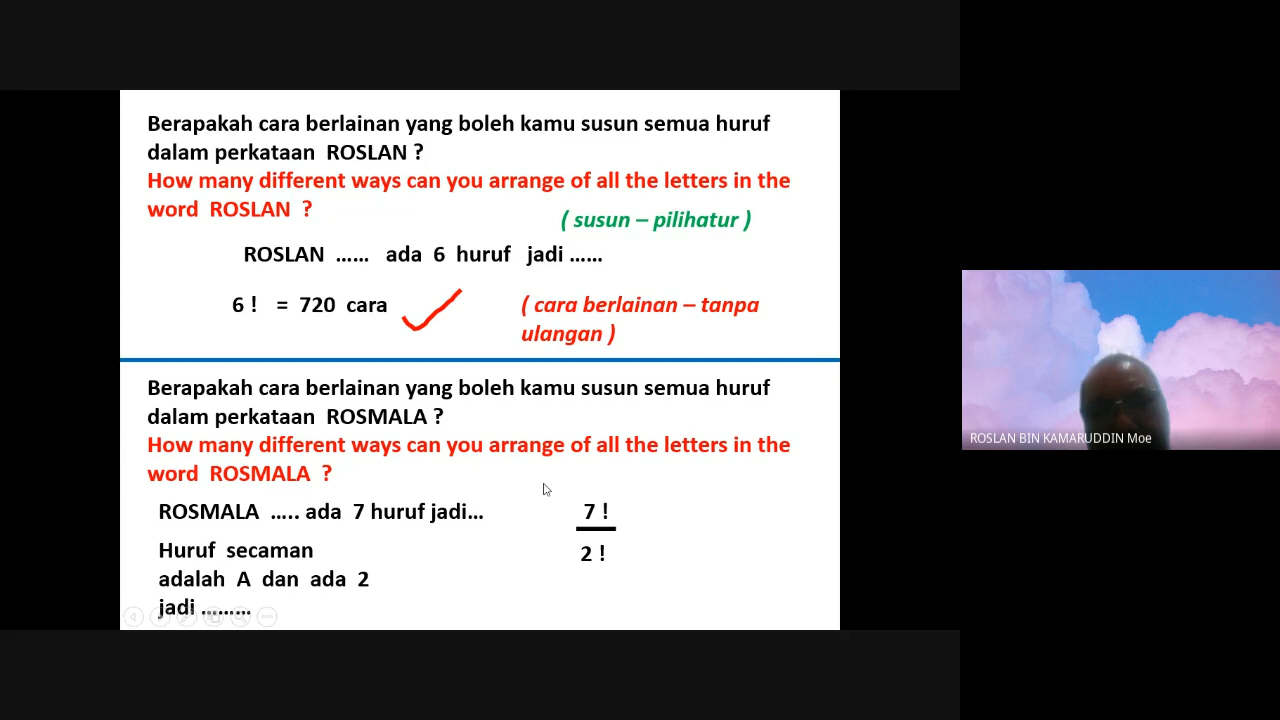 Berapakah cara berlainan yang boleh kamu susun semua huruf
dalam perkataan ROSLAN ?
How many different ways can you arrange of all the letters in the
word ROSLAN ?
( susun – pilihatur )
ROSLAN …... ada 6 huruf jadi …...
6 ! = 720 cara
( cara berlainan – tanpa
ulangan )
Berapakah cara berlainan yang boleh kamu susun semua huruf
dalam perkataan ROSMALA ?
How many different ways can you arrange of all the letters in the
word ROSMALA ?
ROSMALA ….. ada 7 huruf jadi…
7 !
2 !
Huruf secaman
adalah A dan ada 2
jadi ………
ROSLAN BIN KAMARUDDIN Moe